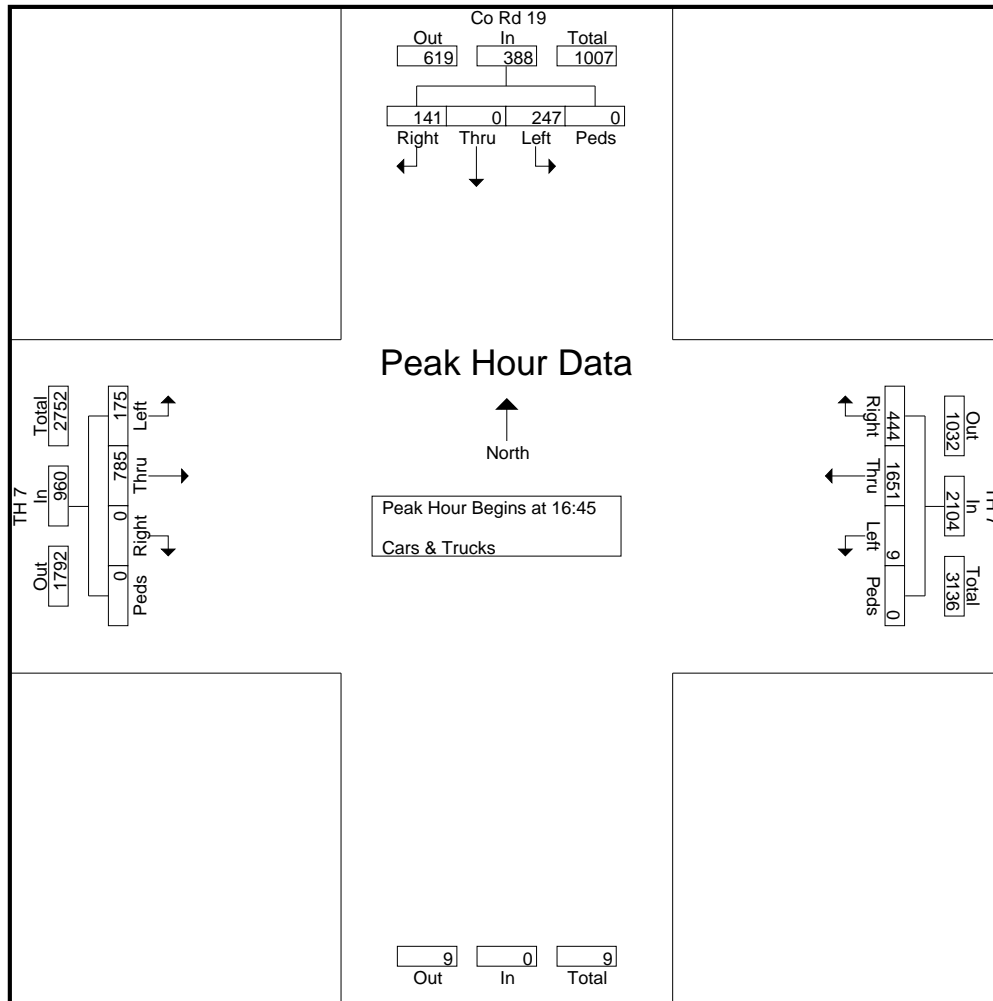 Co Rd 19
Out In Total
619 388 1007
141 0 247 0
Right Thru Left Peds
Peak Hour Data
North
Peak Hour Begins at 16:45
Cars & Trucks
TH 7
Total In Out
2752 960 1792
175 785 0 0
Left Thru Right Peds
Right Thru Left Peds
444 1651 9 0
Out In Total
1032 2104 3136
TH 7
9 0 9
Out In Total